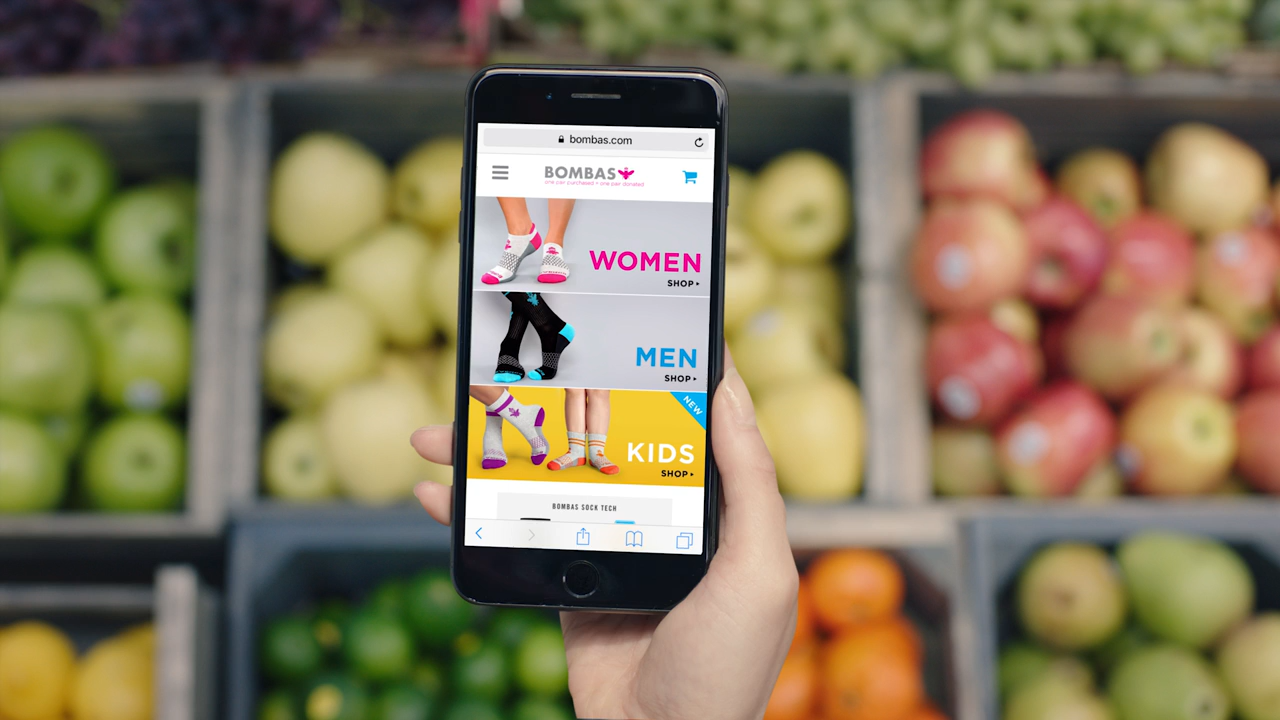 bombas.com
BOMBAS
one pair purchased = one pair donated
WOMEN
SHOP
MEN
SHOP
NEW
KIDS
SHOP
BOMBAS SOCK TECH